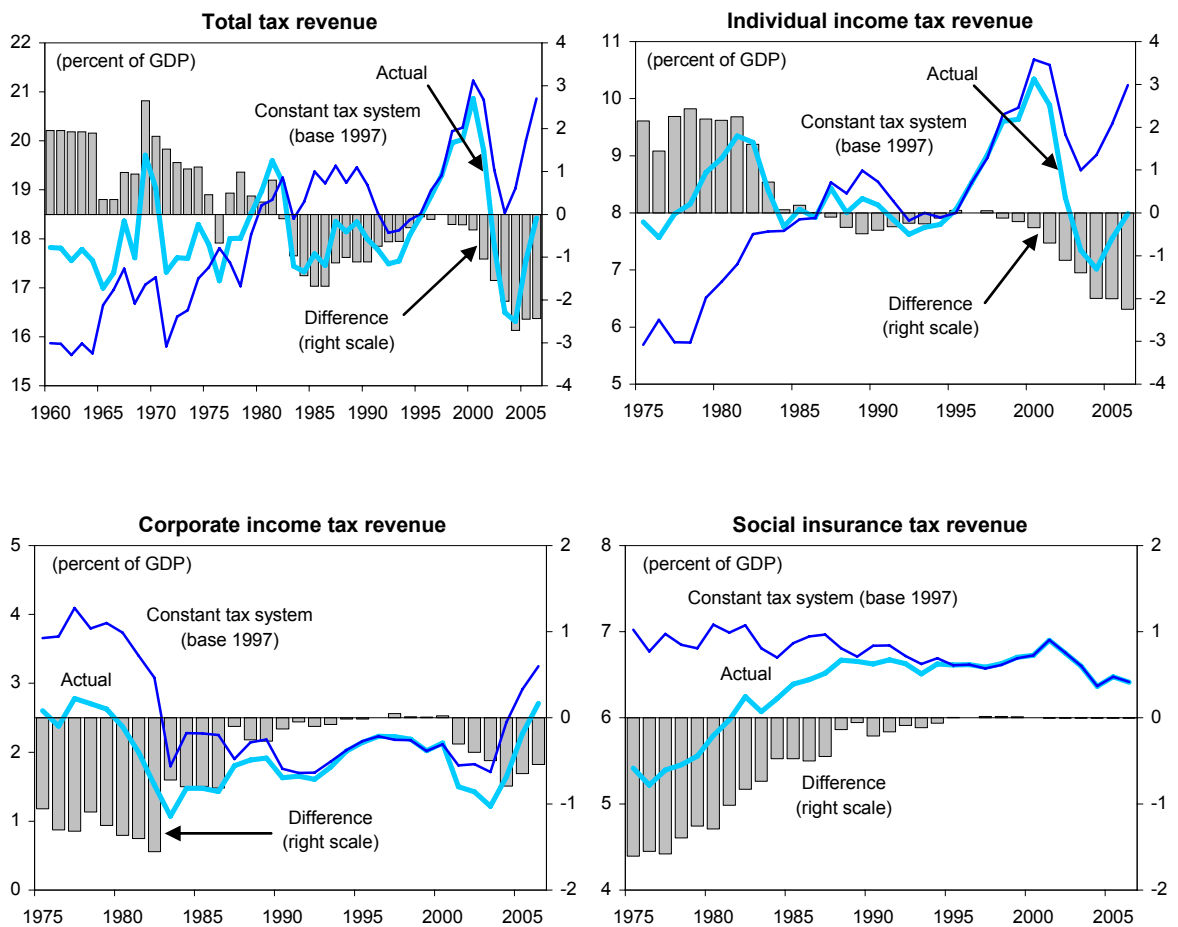 Total tax revenue
22
21
20
19
18
17
16
15
(percent of GDP)
Actual
Constant tax system
(base 1997)
Difference
(right scale)
4
3
2
1
0
-1
-2
-3
-4
1960 1965 1970 1975 1980 1985 1990 1995 2000 2005
Individual income tax revenue
11
10
9
8
7
6
5
(percent of GDP)
Actual
Constant tax system
(base 1997)
Difference
(right scale)
4
3
2
1
0
-1
-2
-3
-4
1975 1980 1985 1990 1995 2000 2005
Corporate income tax revenue
5
4
3
2
1
0
(percent of GDP)
Constant tax system
(base 1997)
Actual
Difference
(right scale)
2
1
0
-1
-2
1975 1980 1985 1990 1995 2000 2005
Social insurance tax revenue
8
7
6
5
4
(percent of GDP)
Constant tax system (base 1997)
Actual
Difference
(right scale)
2
1
0
-1
-2
1975 1980 1985 1990 1995 2000 2005